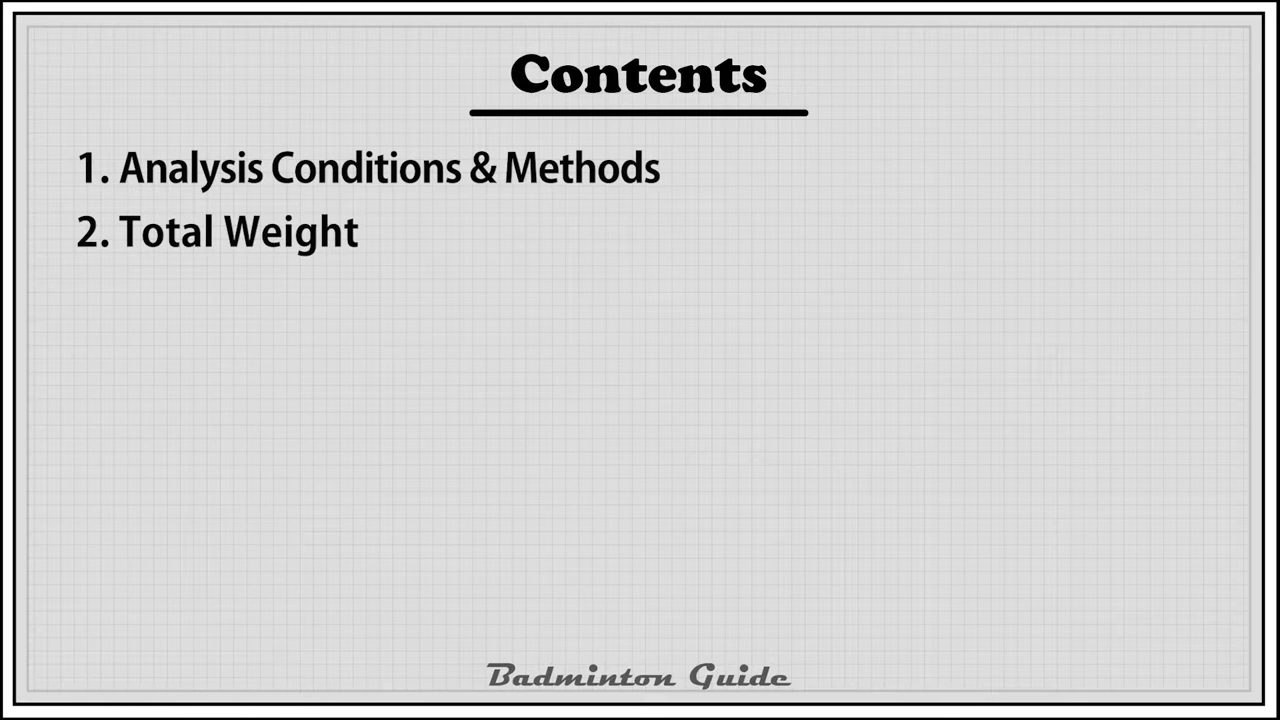 Contents
1. Analysis Conditions & Methods
2. Total Weight
Badminton Guide